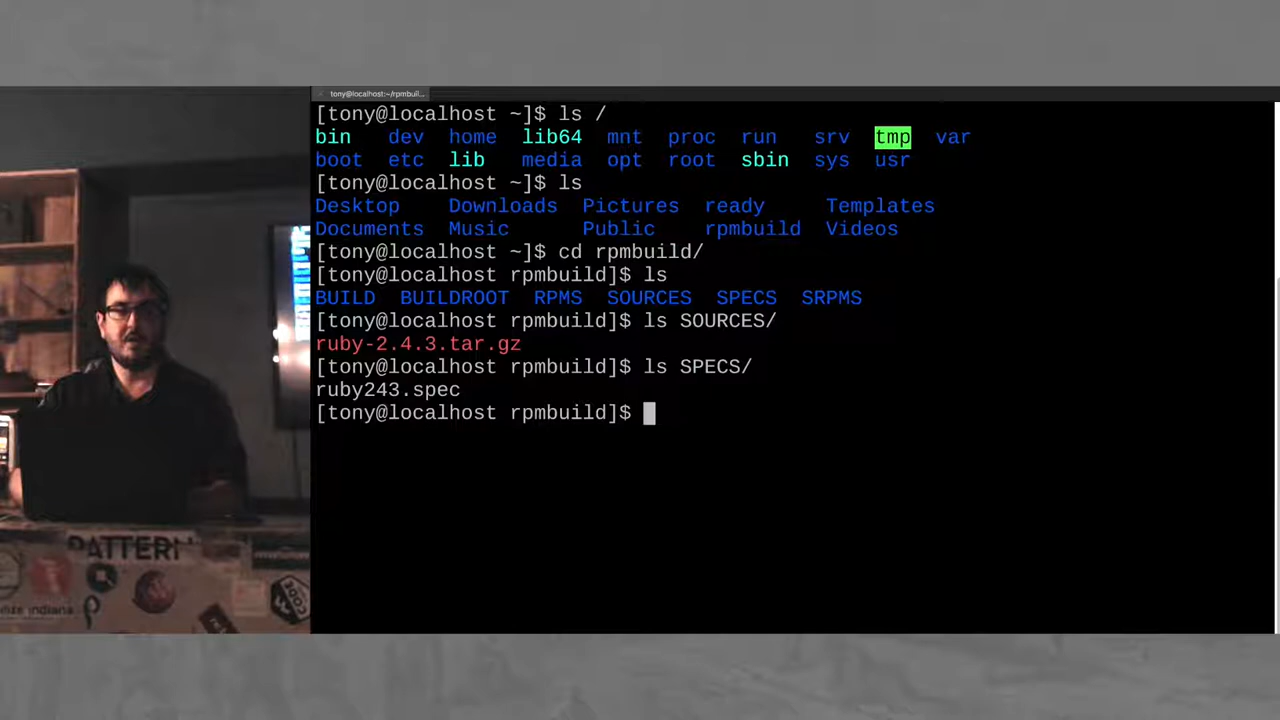 tony@localhost:~/rpmbuil...
[tony@localhost ~]$ ls /
bin dev home lib64 mnt proc run srv tmp var
boot etc lib media opt root sbin sys usr
[tony@localhost ~]$ ls
Desktop Downloads Pictures ready Templates
Documents Music Public rpmbuild Videos
[tony@localhost ~]$ cd rpmbuild/
[tony@localhost rpmbuild]$ ls
BUILD BUILDROOT RPMS SOURCES SPECS SRPMS
[tony@localhost rpmbuild]$ ls SOURCES/
ruby-2.4.3.tar.gz
[tony@localhost rpmbuild]$ ls SPECS/
ruby243.spec
[tony@localhost rpmbuild]$
PATTERN
CODE
indiana